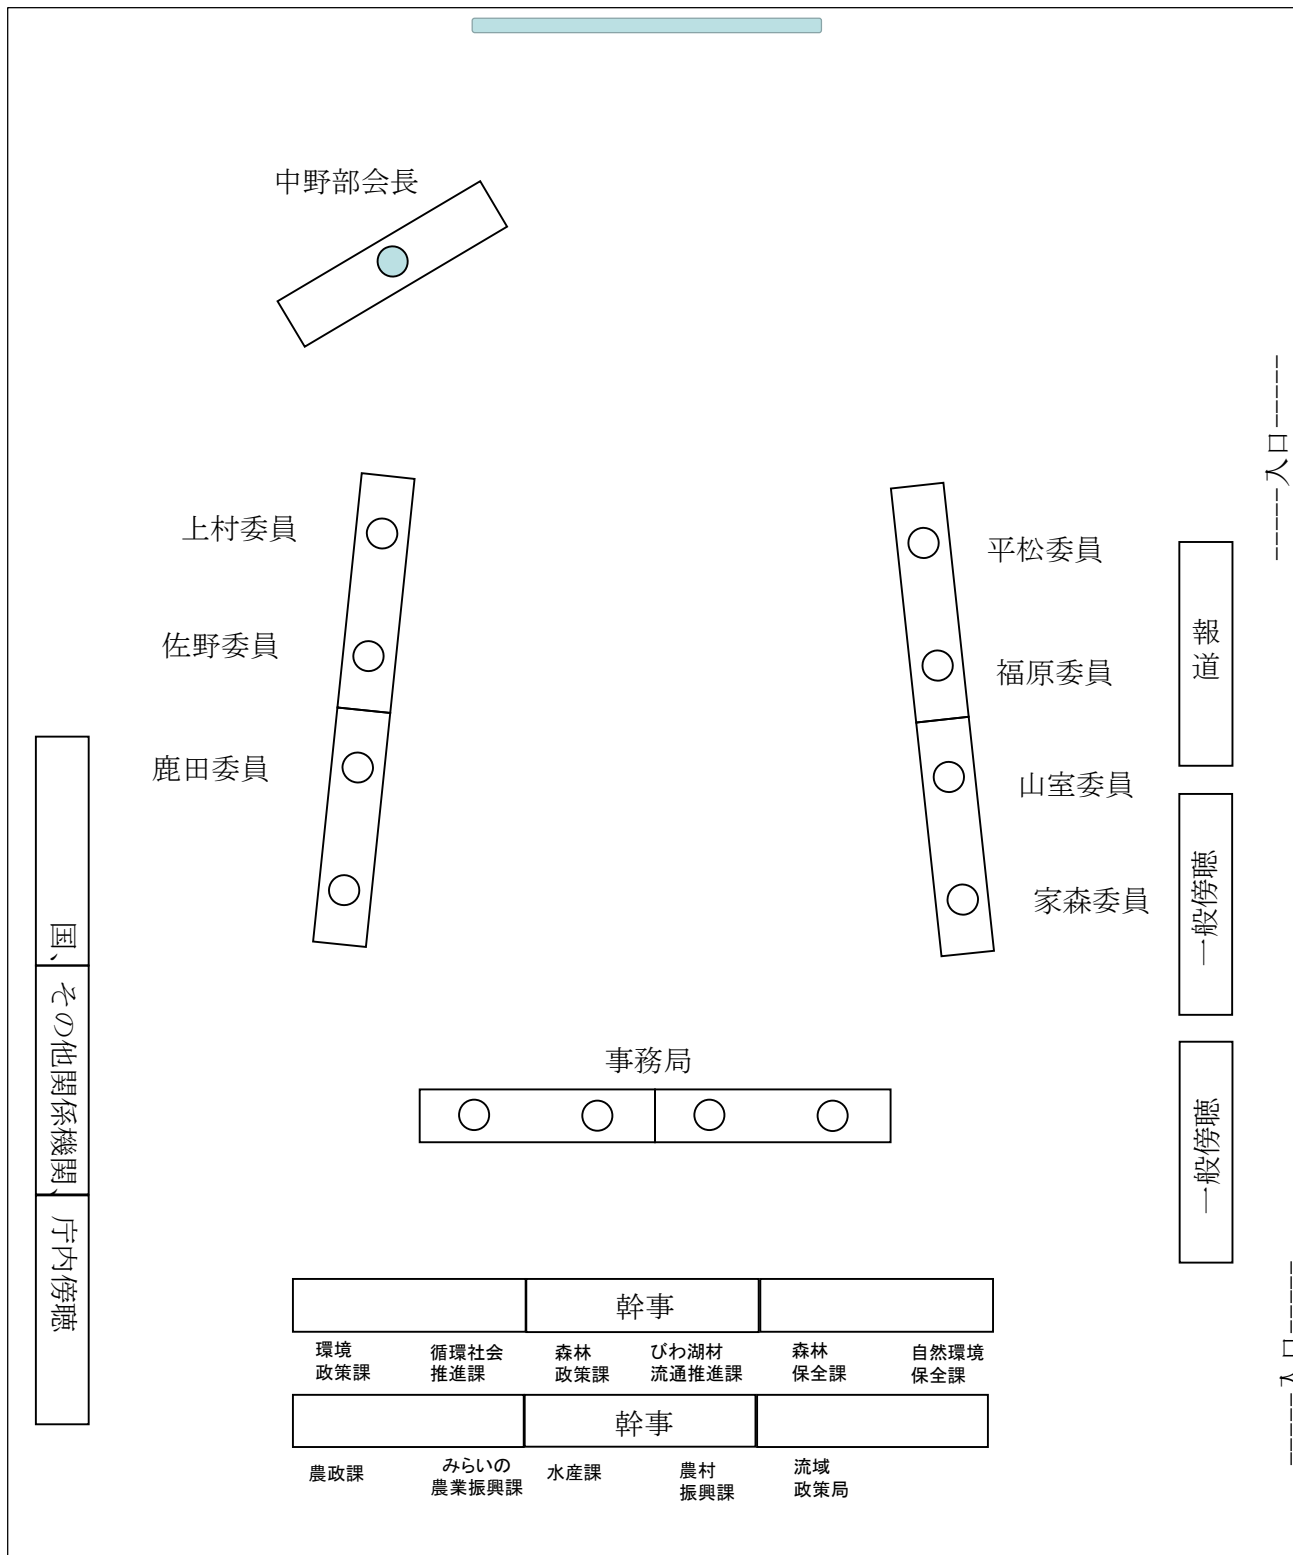 中野部会長
上村委員
佐野委員
鹿田委員
平松委員
福原委員
山室委員
家森委員
-----入口------
報道
一般傍聴
一般傍聴
-----入口------
国、その他関係機関、庁内傍聴
事務局
幹事
環境
政策課
循環社会
推進課
森林
政策課
びわ湖材
流通推進課
森林
保全課
自然環境
保全課
幹事
農政課
みらいの
農業振興課
水産課
農村
振興課
流域
政策局